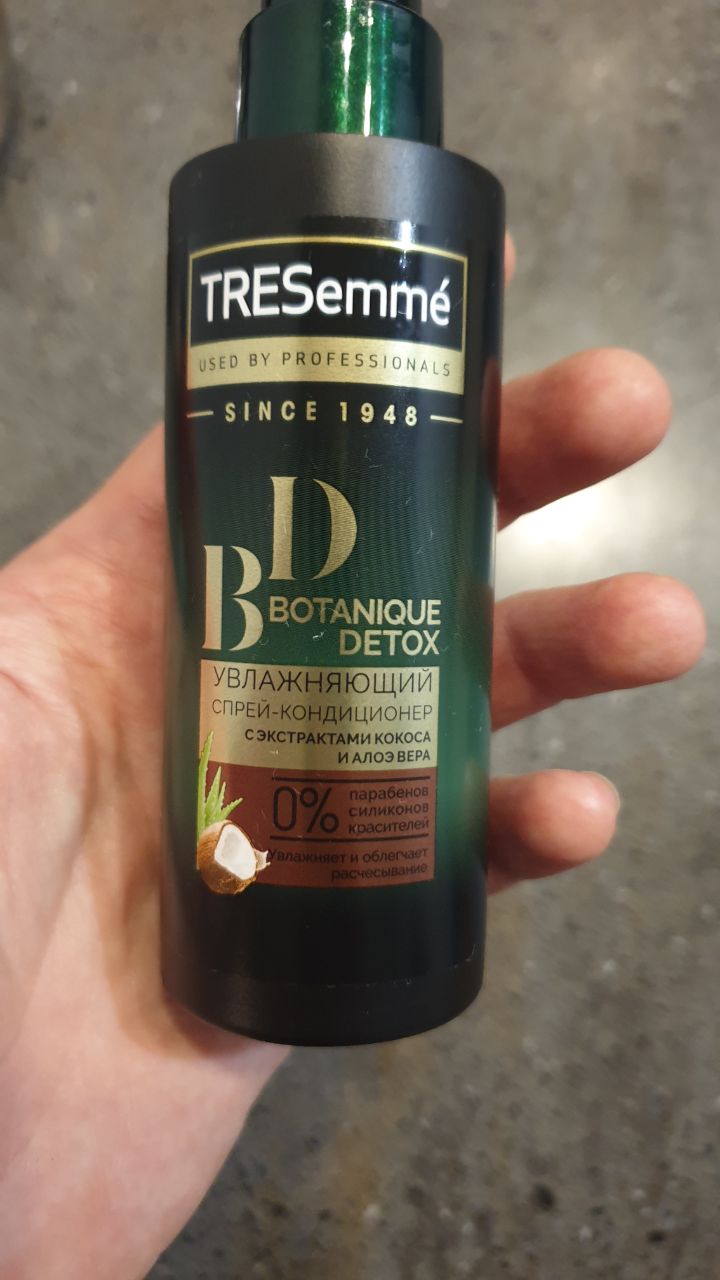 TRESemmé
USED BY PROFESSIONALS
SINCE 1948
BD
BOTANIQUE
DETOX
УВЛАЖНЯЮЩИЙ
СПРЕЙ-КОНДИЦИОНЕР
С ЭКСТРАКТАМИ КОКОСА
И АЛОЭ ВЕРА
0% парабенов
силиконов
красителей
Увлажняет и облегчает
расчесывание